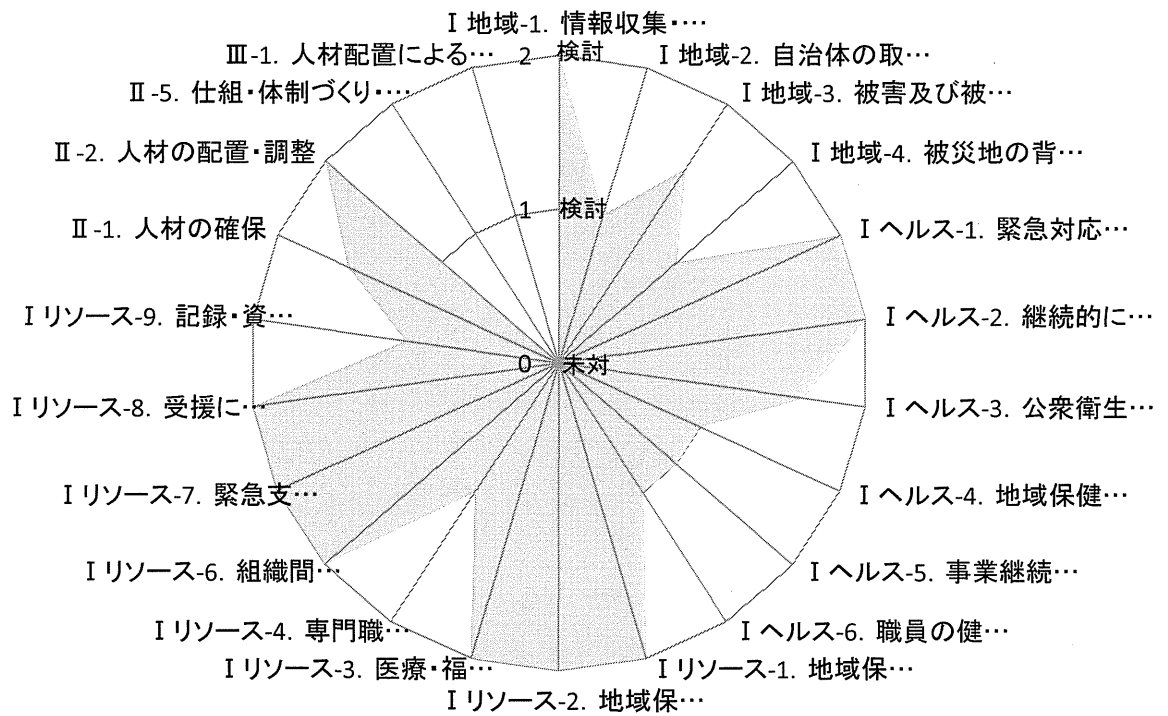 Ⅰ地域-1. 情報収集・…
Ⅰ地域-2. 自治体の取…
Ⅰ地域-3. 被害及び被…
Ⅰ地域-4. 被災地の背…
Ⅰヘルス-1. 緊急対応…
Ⅰヘルス-2. 継続的に…
Ⅰヘルス-3. 公衆衛生…
Ⅰヘルス-4. 地域保健…
Ⅰヘルス-5. 事業継続…
Ⅰヘルス-6. 職員の健…
Ⅰリソース-1. 地域保…
Ⅰリソース-2. 地域保…
Ⅰリソース-3. 医療・福…
Ⅰリソース-4. 専門職…
Ⅰリソース-6. 組織間…
Ⅰリソース-7. 緊急支…
Ⅰリソース-8. 受援に…
Ⅰリソース-9. 記録・資…
Ⅱ-1. 人材の確保
Ⅱ-2. 人材の配置・調整
Ⅱ-5. 仕組・体制づくり・…
Ⅲ-1. 人材配置による…
2 検討
1 検討
0 未対